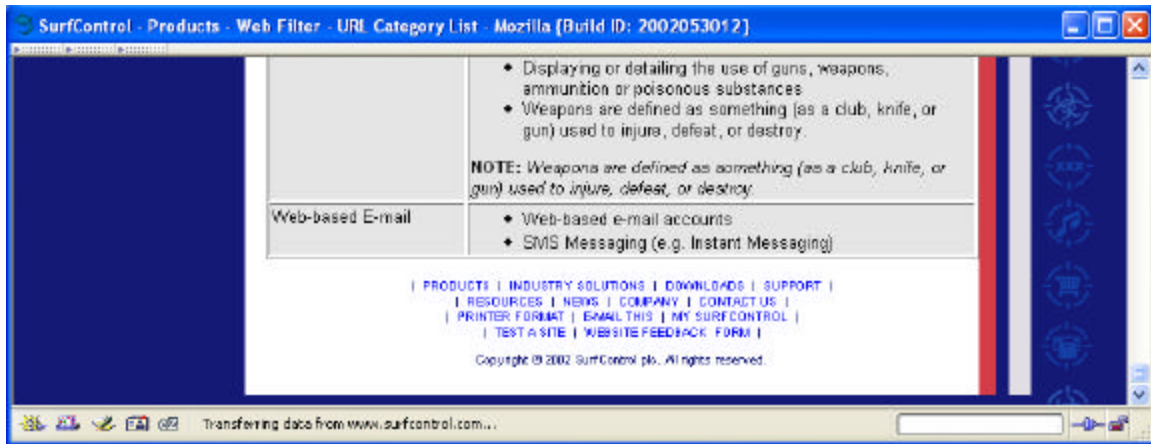 SurfControl - Products - Web Filter - URL Category List - Mozilla {Build ID: 2002053012}
• Displaying or detailing the use of guns, weapons,
ammunition or poisonous substances
• Weapons are defined as something (as a club, knife, or
gun) used to injure, defeat, or destroy.
NOTE: Weapons are defined as something (as a club, knife, or
gun) used to injure, defeat, or destroy.
Web-based E-mail
• Web-based e-mail accounts
• SMS Messaging (e.g. Instant Messaging)
| PRODUCTS | INDUSTRY SOLUTIONS | DOWNLOADS | SUPPORT |
| RESOURCES | NEWS | COMPANY | CONTACT US |
| PRINTER FORMAT | E-MAIL THIS | MY SURFCONTROL |
| TEST A SITE | WEBSITE FEEDBACK FORM |
Copyright © 2002 SurfControl plc. All rights reserved.
XXX
Transferring data from www.surfcontrol.com...